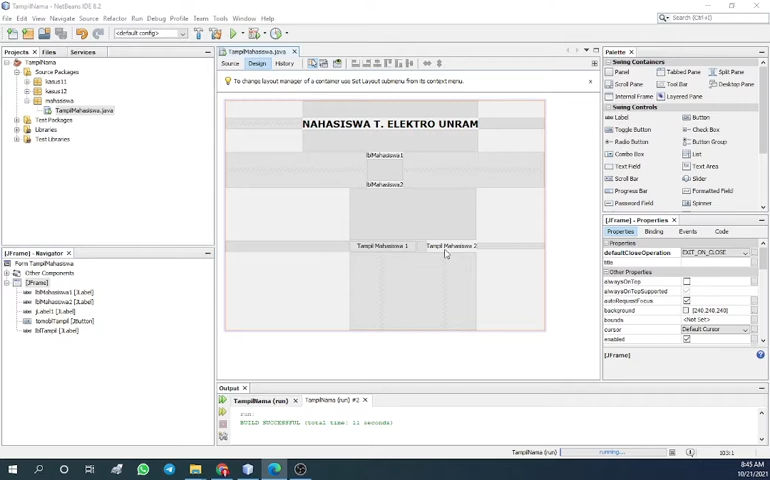 TampilNama - NetBeans IDE 8.2
File Edit View Navigate Source Refactor Run Debug Profile Team Tools Window Help
Search (Ctrl+I)
<default config>
Projects Files Services
TampilNama
Source Packages
kasus11
kasus12
mahasiswa
TampilMahasiswa.java
Test Packages
Libraries
Test Libraries
[JFrame] - Navigator
Form TampilMahasiswa
Other Components
[JFrame]
lblMahasiswa1 [JLabel]
lblMahasiswa2 [JLabel]
jLabel1 [JLabel]
tomolblTampil [JButton]
lblTampil [JLabel]
TampilMahasiswa.java
Source Design History
To change layout manager of a container use Set Layout submenu from its context menu.
NAHASISWA T. ELEKTRO UNRAM
lblMahasiswa1
lblMahasiswa2
Tampil Mahasiswa 1 Tampil Mahasiswa 2
Output
TampilNama (run) TampilNama (run) #2
run:
BUILD SUCCESSFUL (total time: 11 seconds)
Palette
Swing Containers
Panel Tabbed Pane Split Pane
Scroll Pane Tool Bar Desktop Pane
Internal Frame Layered Pane
Swing Controls
Label Button
Toggle Button Check Box
Radio Button Button Group
Combo Box List
Text Field Text Area
Scroll Bar Slider
Progress Bar Formatted Field
Password Field Spinner
[JFrame] - Properties
Properties Binding Events Code
Properties
defaultCloseOperation EXIT_ON_CLOSE
title
Other Properties
alwaysOnTop
alwaysOnTopSupported
autoRequestFocus
background [240,240,240]
bounds <Not Set>
cursor Default Cursor
enabled
[JFrame]
TampilNama (run) running... 103:1
8:45 AM
10/21/2021